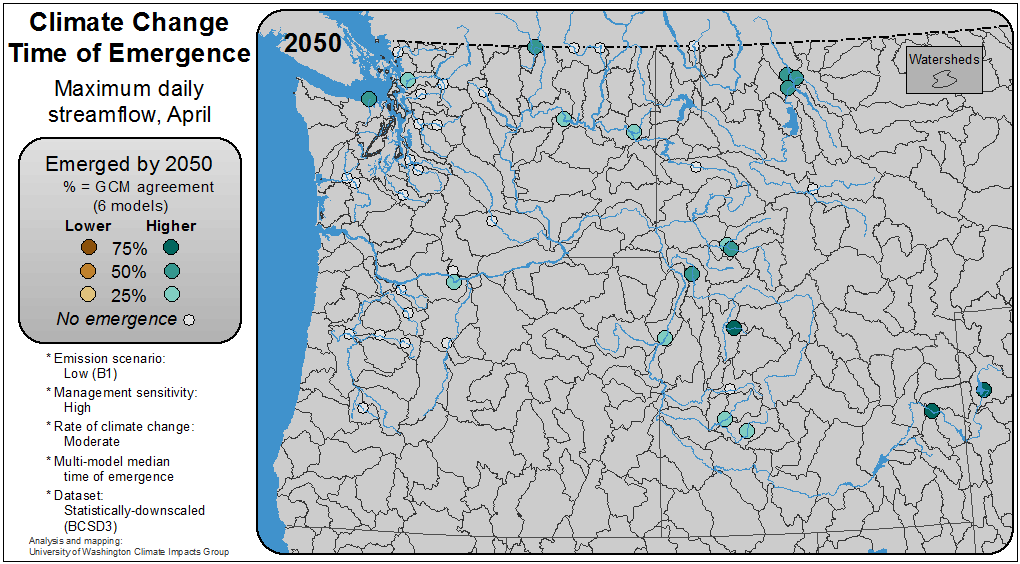 Climate Change
Time of Emergence
Maximum daily
streamflow, April
Emerged by 2050
% = GCM agreement
(6 models)
Lower Higher
75%
50%
25%
No emergence
* Emission scenario:
Low (B1)
* Management sensitivity:
High
* Rate of climate change:
Moderate
* Multi-model median
time of emergence
* Dataset:
Statistically-downscaled
(BCSD3)
Analysis and mapping:
University of Washington Climate Impacts Group
2050
Watersheds